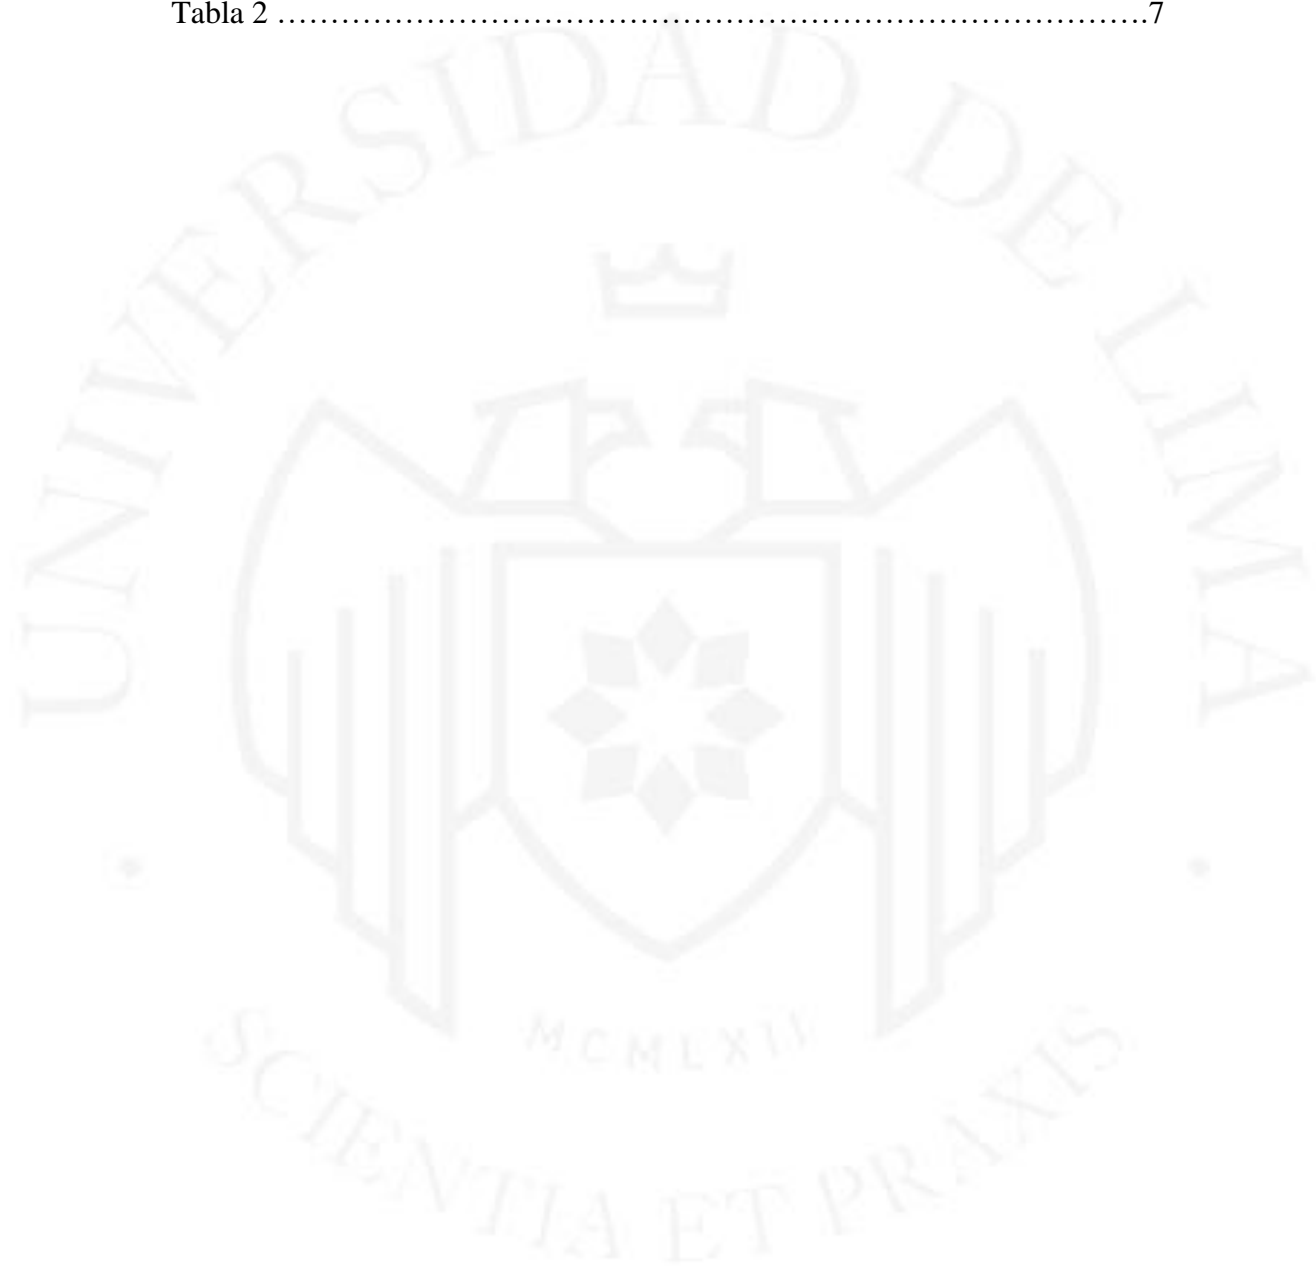 Tabla 2 ……………………………………………………………………….7
UNIVERSIDAD DE LIMA
MCMLXII
SCIENTIA ET PRAXIS